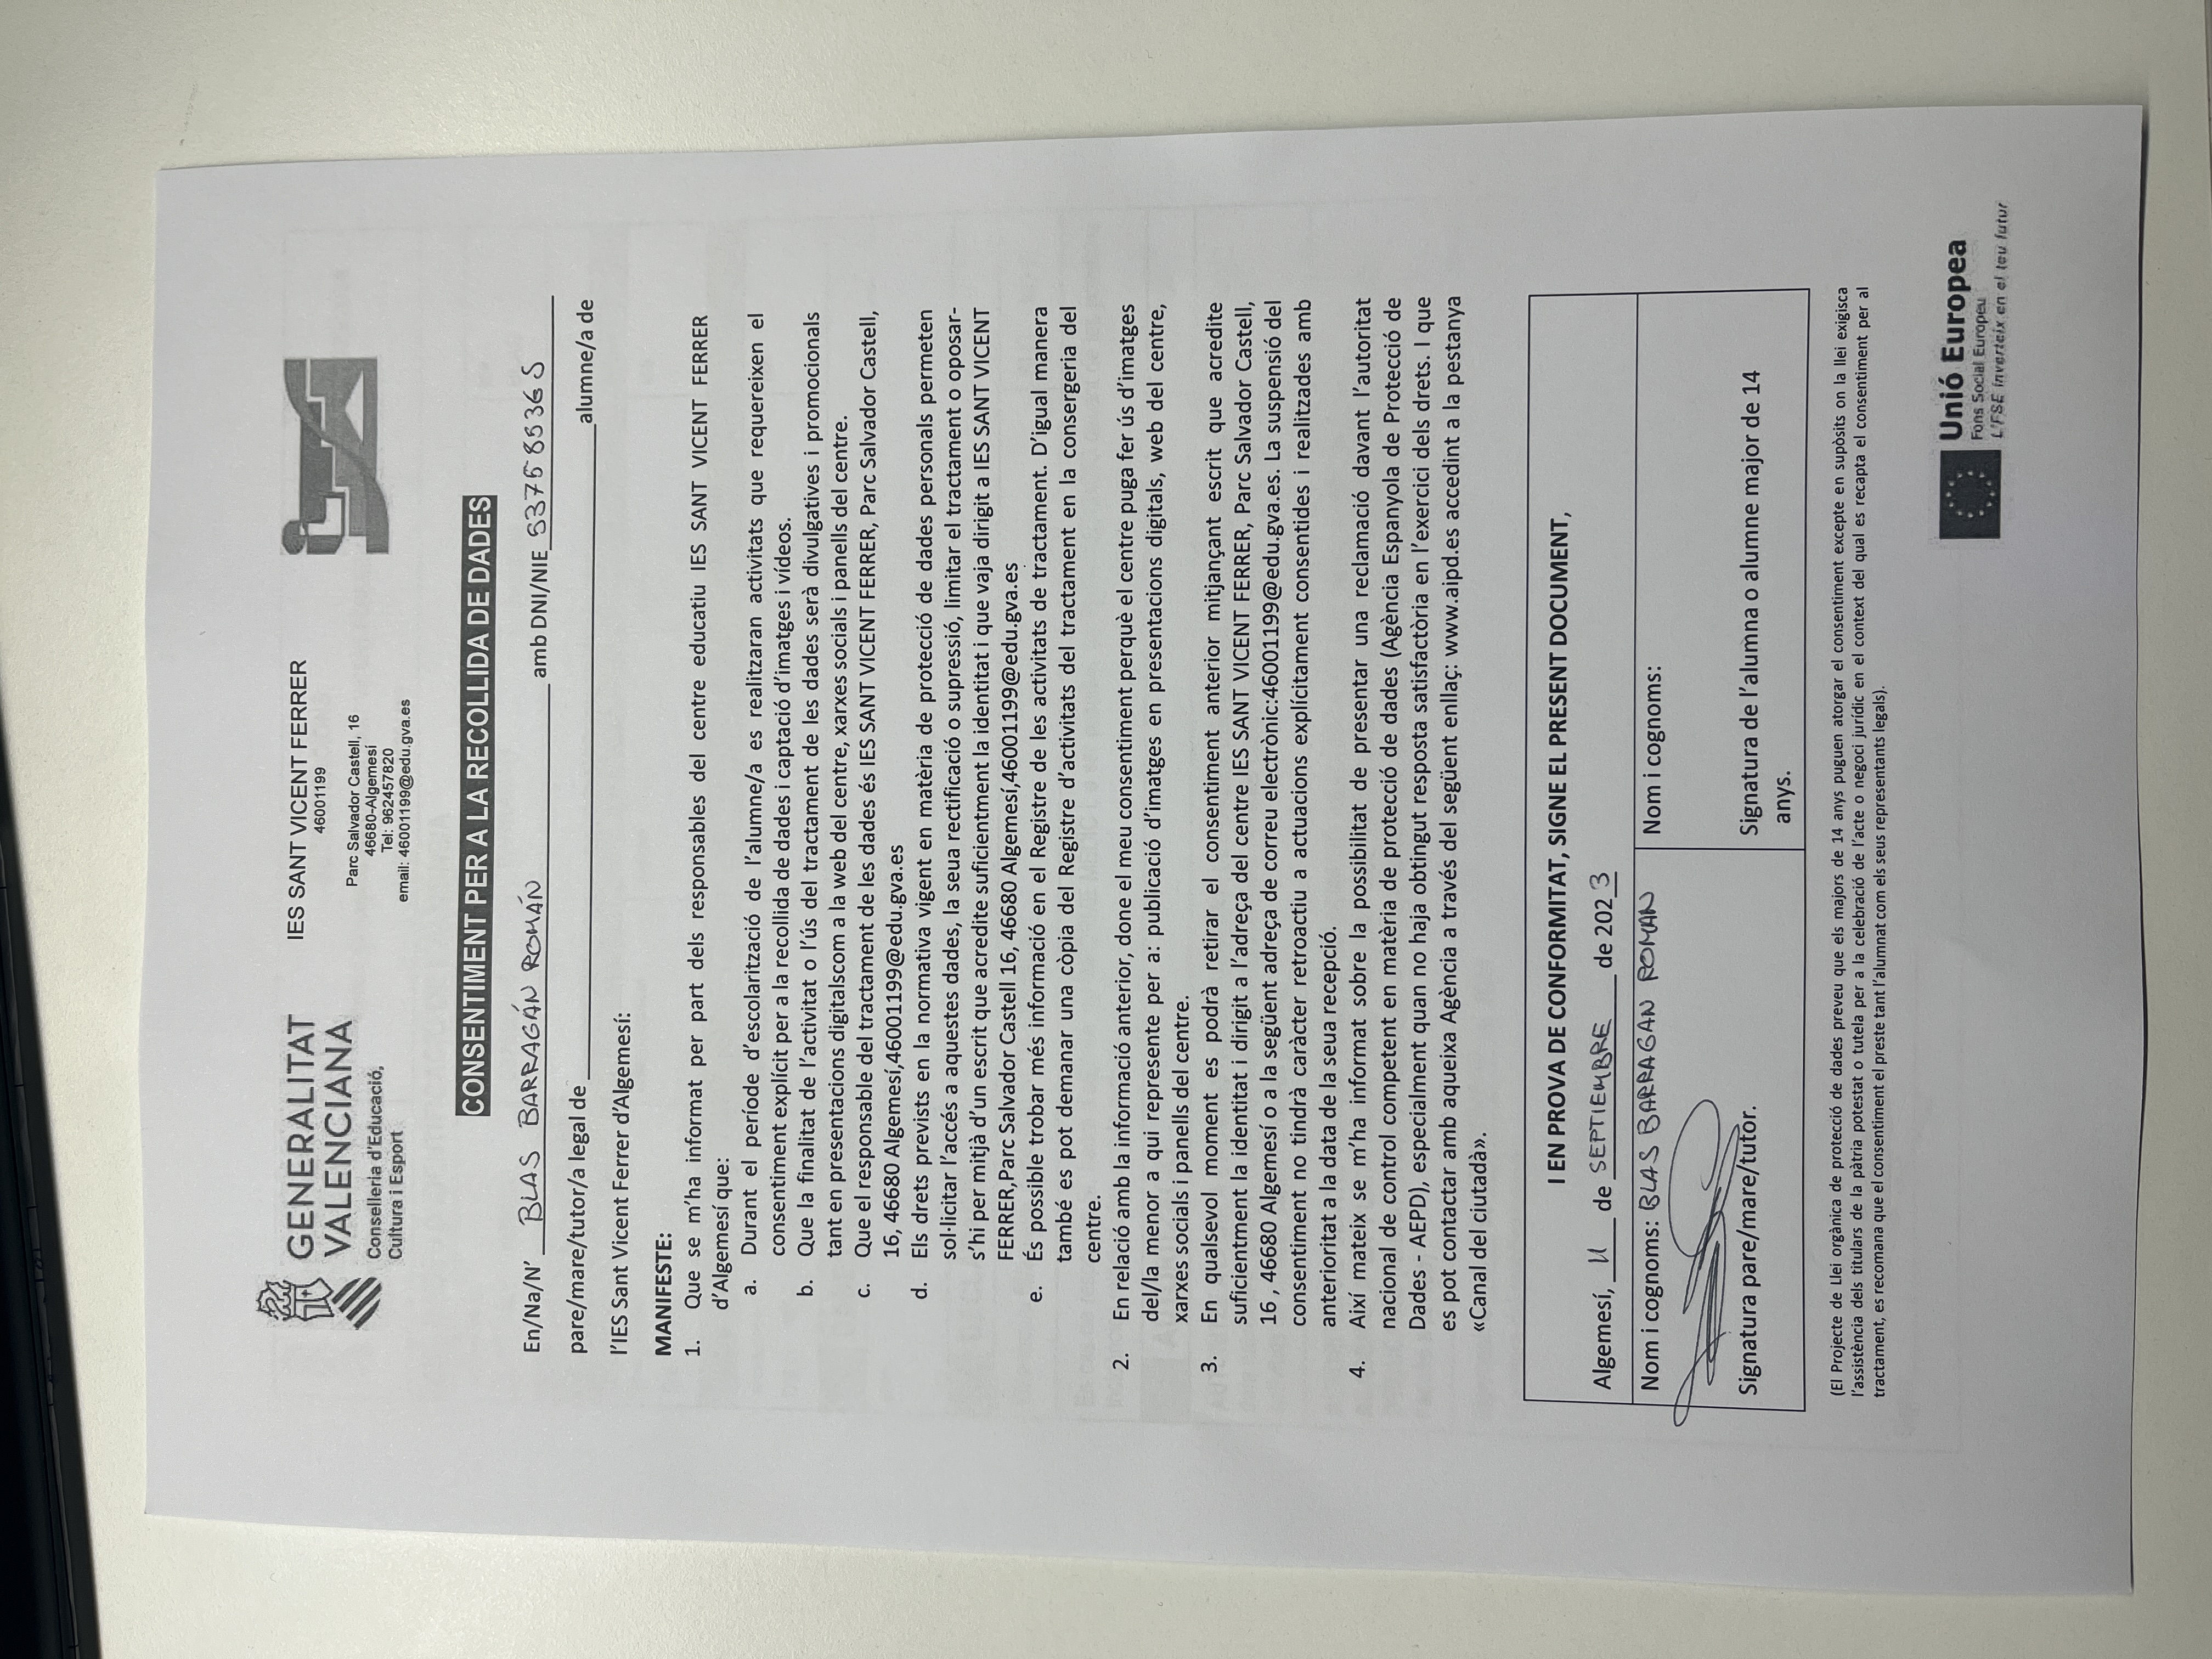 GENERALITAT
VALENCIANA
Conselleria d'Educació,
Cultura i Esport
IES SANT VICENT FERRER
46001199
Parc Salvador Castell, 16
46680-Algemesí
Tel: 962457820
email: 46001199@edu.gva.es
CONSENTIMENT PER A LA RECOLLIDA DE DADES
En/Na/N' BLAS BARRAGÁN ROMÁN amb DNI/NIE
pare/mare/tutor/a legal de alumne/a de
l'IES Sant Vicent Ferrer d'Algemesí:
MANIFESTE:
1. Que se m'ha informat per part dels responsables del centre educatiu IES SANT VICENT FERRER
d'Algemesí que:
a. Durant el període d'escolarització de l'alumne/a es realitzaran activitats que requereixen el
consentiment explícit per a la recollida de dades i captació d'imatges i vídeos.
b. Que la finalitat de l'activitat o l'ús del tractament de les dades serà divulgatives i promocionals
tant en presentacions digitalscom a la web del centre, xarxes socials i panells del centre.
c. Que el responsable del tractament de les dades és IES SANT VICENT FERRER, Parc Salvador Castell,
16, 46680 Algemesí,46001199@edu.gva.es
d. Els drets prevists en la normativa vigent en matèria de protecció de dades personals permeten
sol·licitar l'accés a aquestes dades, la seua rectificació o supressió, limitar el tractament o oposar-
s'hi per mitjà d'un escrit que acredite suficientment la identitat i que vaja dirigit a IES SANT VICENT
FERRER,Parc Salvador Castell 16, 46680 Algemesí,46001199@edu.gva.es
e. És possible trobar més informació en el Registre de les activitats de tractament. D'igual manera
també es pot demanar una còpia del Registre d'activitats del tractament en la consergeria del
centre.
2. En relació amb la informació anterior, done el meu consentiment perquè el centre puga fer ús d'imatges
del/la menor a qui represente per a: publicació d'imatges en presentacions digitals, web del centre,
xarxes socials i panells del centre.
3. En qualsevol moment es podrà retirar el consentiment anterior mitjançant escrit que acredite
suficientment la identitat i dirigit a l'adreça del centre IES SANT VICENT FERRER, Parc Salvador Castell,
16 , 46680 Algemesí o a la següent adreça de correu electrònic:46001199@edu.gva.es. La suspensió del
consentiment no tindrà caràcter retroactiu a actuacions explícitament consentides i realitzades amb
anterioritat a la data de la seua recepció.
4. Així mateix se m'ha informat sobre la possibilitat de presentar una reclamació davant l'autoritat
nacional de control competent en matèria de protecció de dades (Agència Espanyola de Protecció de
Dades - AEPD), especialment quan no haja obtingut resposta satisfactòria en l'exercici dels drets. I que
es pot contactar amb aqueixa Agència a través del següent enllaç: www.aipd.es accedint a la pestanya
«Canal del ciutadà».
I EN PROVA DE CONFORMITAT, SIGNE EL PRESENT DOCUMENT,
Algemesí, 11 de SEPTIEMBRE de 2023
Nom i cognoms: BLAS BARRAGAN ROMAN
Signatura pare/mare/tutor.
Nom i cognoms:
Signatura de l'alumna o alumne major de 14
anys.
(El Projecte de Llei orgànica de protecció de dades preveu que els majors de 14 anys puguen atorgar el consentiment excepte en supòsits on la llei exigisca
l'assistència dels titulars de la pàtria potestat o tutela per a la celebració de l'acte o negoci jurídic en el context del qual es recapta el consentiment per al
tractament, es recomana que el consentiment el preste tant l'alumnat com els seus representants legals).
Unió Europea
Fons Social Europeu
L'FSE inverteix en el teu futur